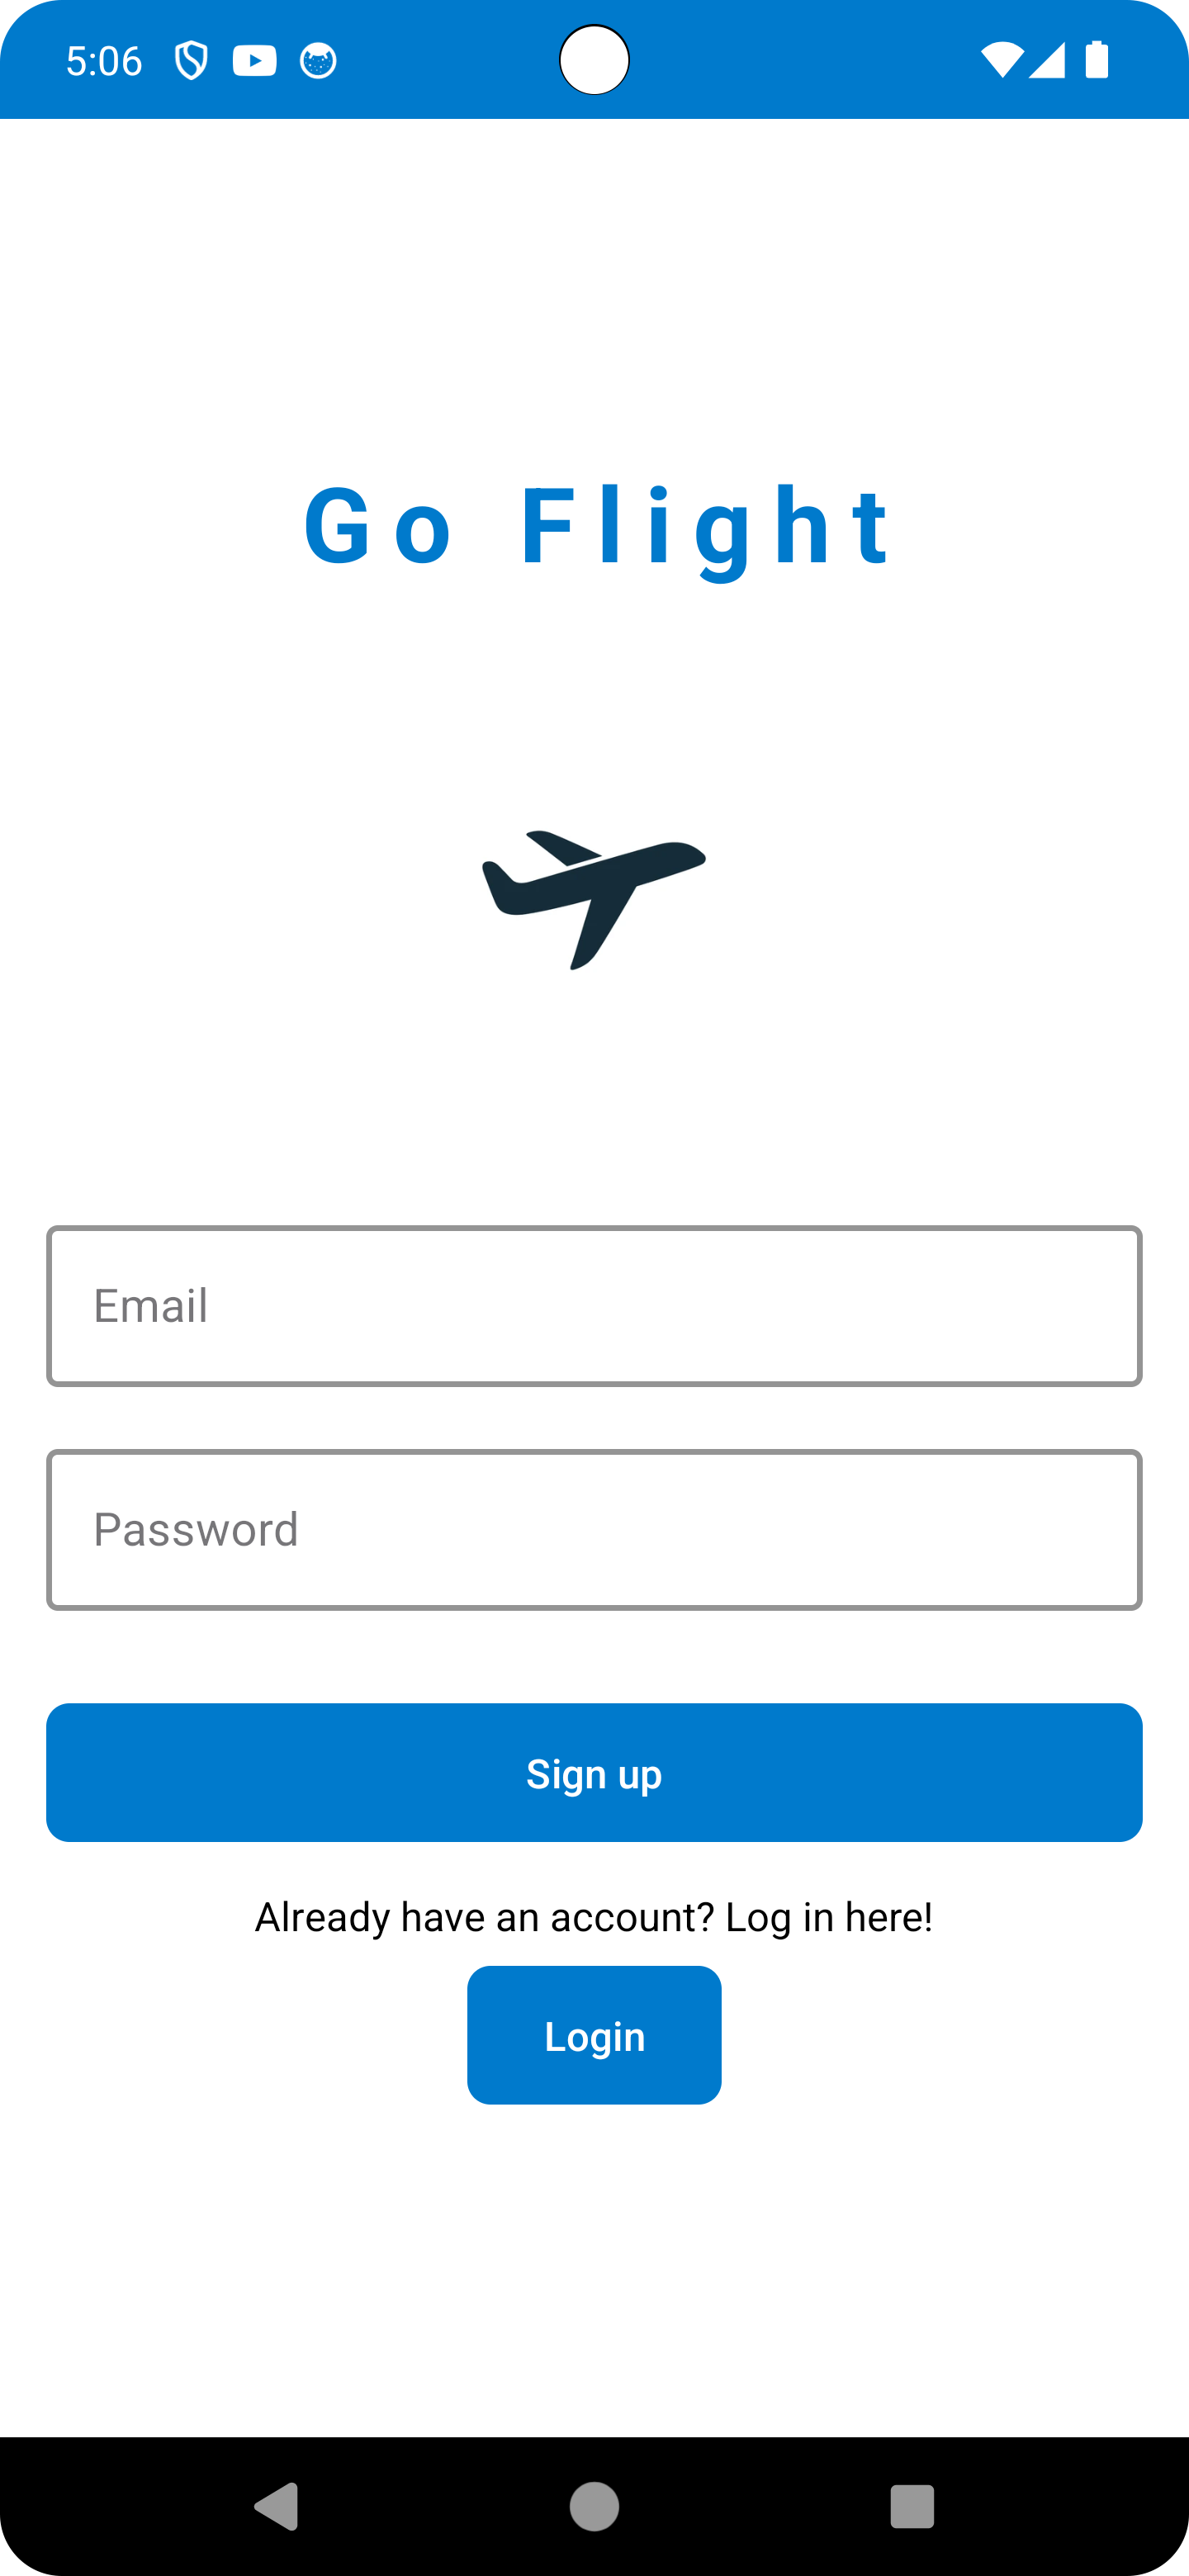 5:06
Go Flight
Email
Password
Sign up
Already have an account? Log in here!
Login